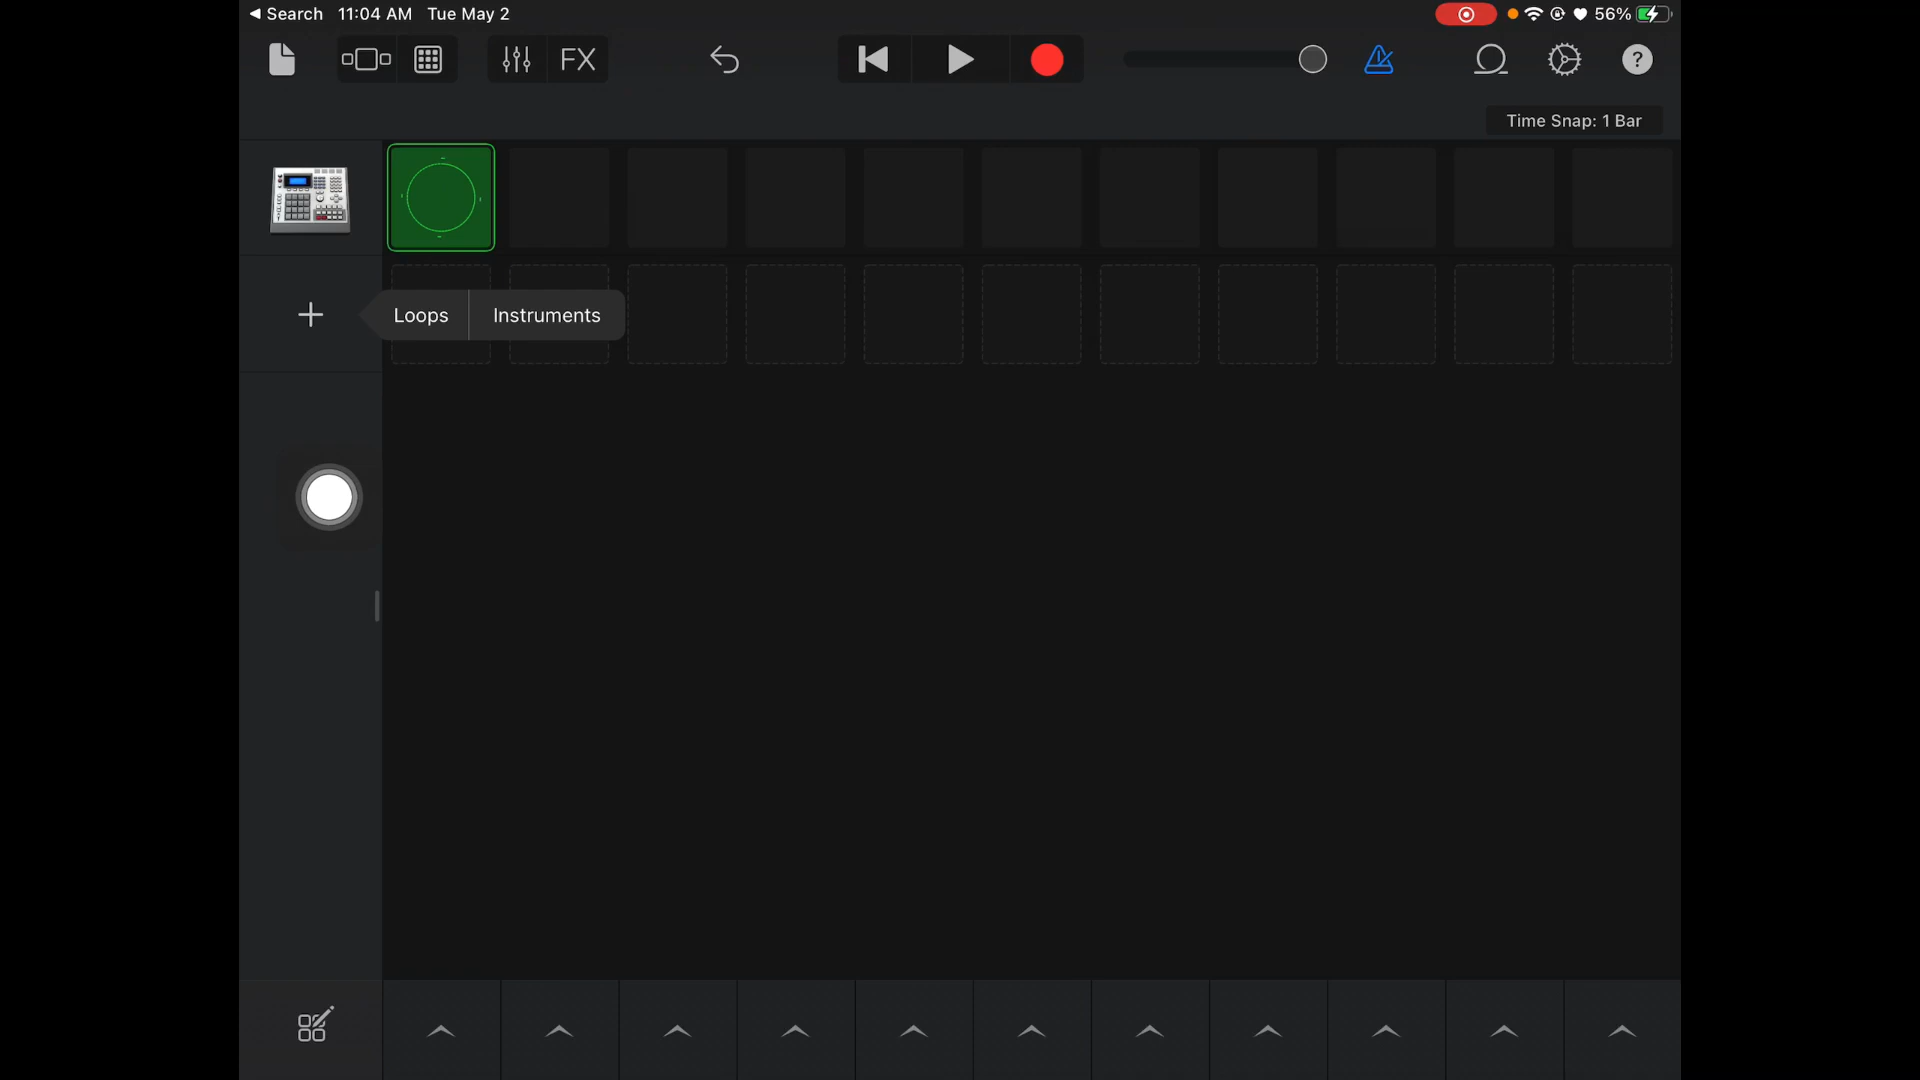 Search 11:04 AM Tue May 2 56%
FX
?
Time Snap: 1 Bar
Loops Instruments